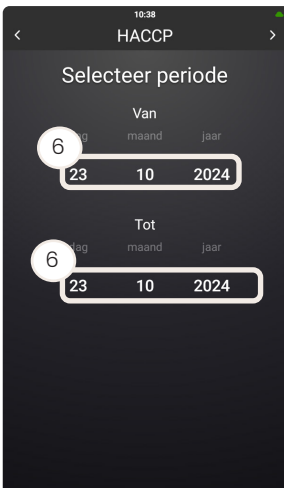 10:38
< HACCP >
Selecteer periode
Van
6
dag maand jaar
23 10 2024
Tot
6
dag maand jaar
23 10 2024